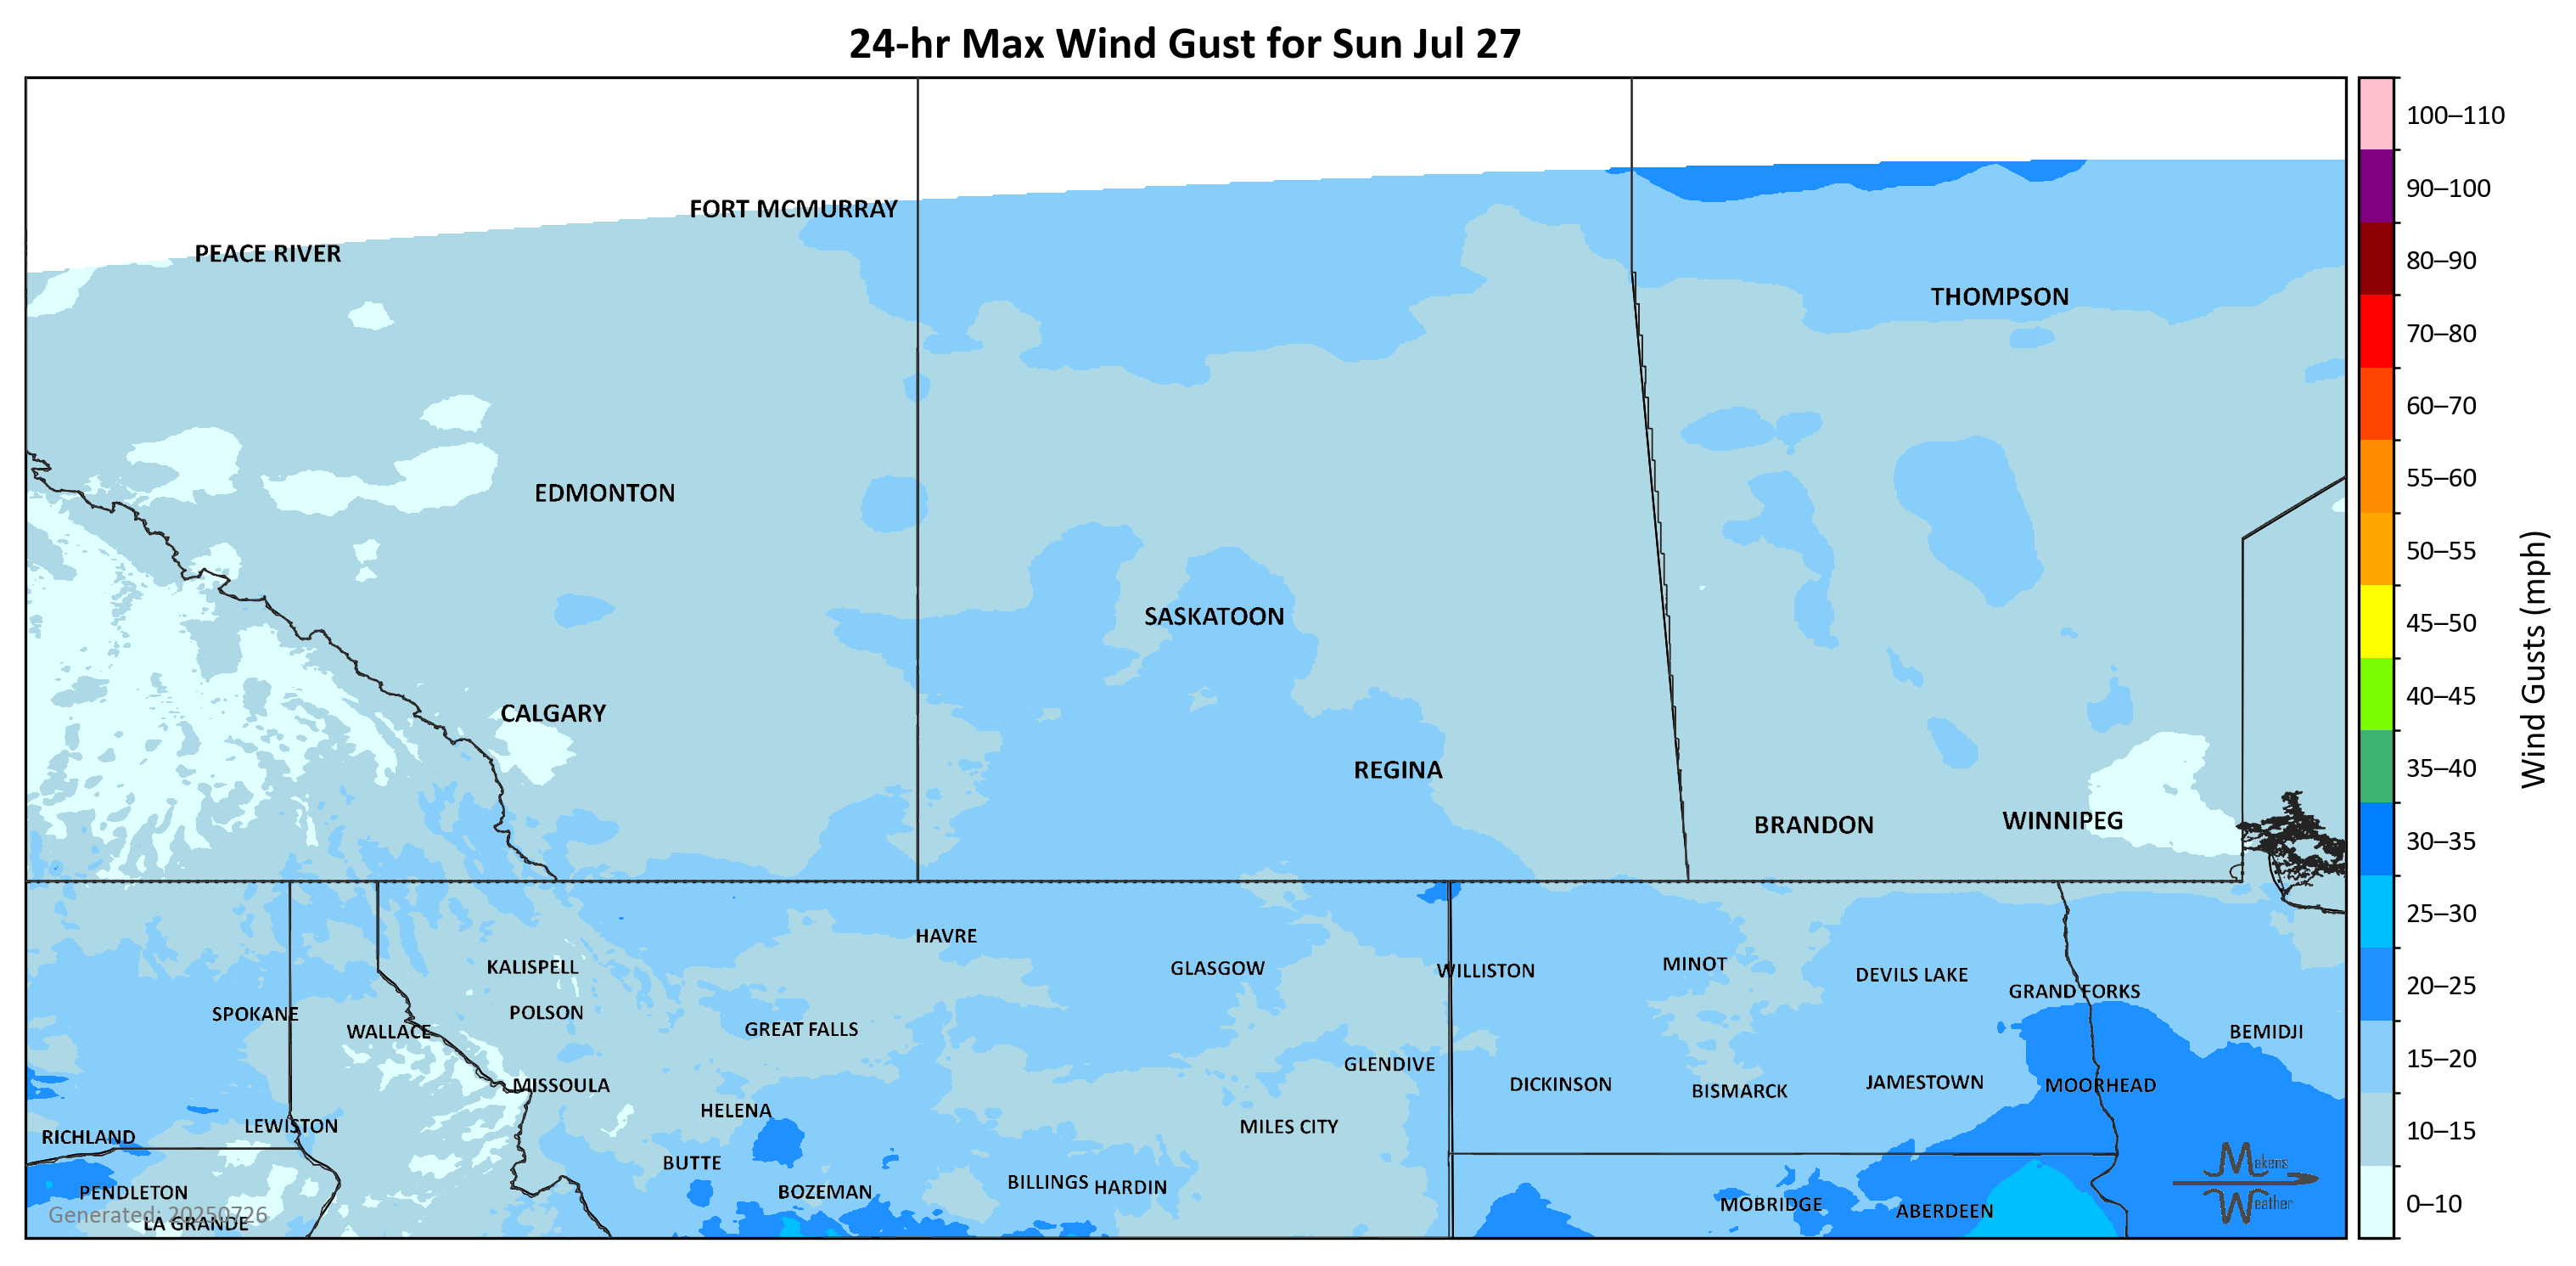 24-hr Max Wind Gust for Sun Jul 27
100–110
90–100
80–90
70–80
60–70
55–60
50–55
45–50
40–45
35–40
30–35
25–30
20–25
15–20
10–15
0–10
Wind Gusts (mph)
FORT MCMURRAY
PEACE RIVER
THOMPSON
EDMONTON
SASKATOON
CALGARY
REGINA
BRANDON
WINNIPEG
HAVRE
KALISPELL
GLASGOW
WILLISTON
MINOT
DEVILS LAKE
GRAND FORKS
SPOKANE
POLSON
WALLACE
GREAT FALLS
BEMIDJI
GLENDIVE
MISSOULA
DICKINSON
BISMARCK
JAMESTOWN
MOORHEAD
HELENA
LEWISTON
MILES CITY
RICHLAND
BUTTE
PENDLETON
BOZEMAN
BILLINGS
HARDIN
MOBRIDGE
ABERDEEN
Generated: 20250726
LA GRANDE
Makens
Weather